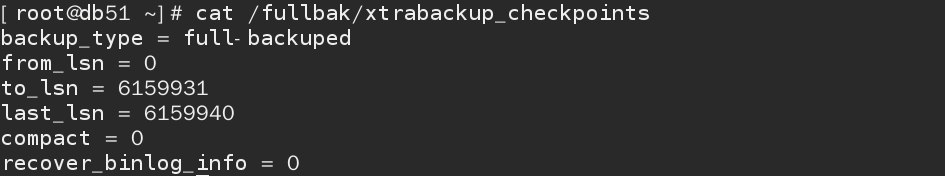 [root@db51 ~]# cat /fullbak/xtrabackup_checkpoints
backup_type = full-backuped
from_lsn = 0
to_lsn = 6159931
last_lsn = 6159940
compact = 0
recover_binlog_info = 0